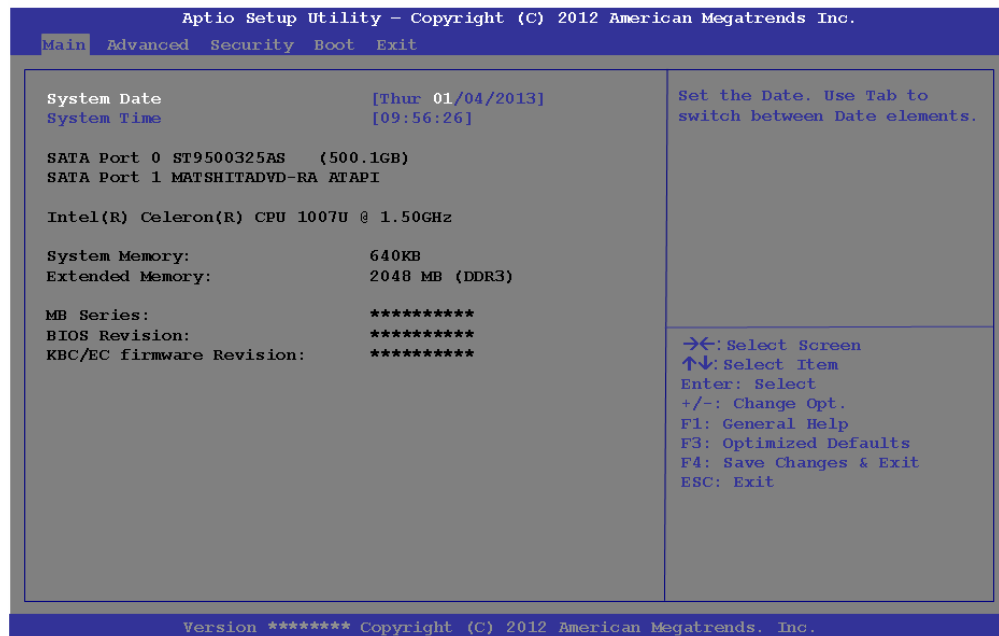 Aptio Setup Utility – Copyright (C) 2012 American Megatrends Inc.
Main Advanced Security Boot Exit
System Date [Thur 01/04/2013]
System Time [09:56:26]
SATA Port 0 ST9500325AS (500.1GB)
SATA Port 1 MATSHITADVD-RA ATAPI
Intel(R) Celeron(R) CPU 1007U @ 1.50GHz
System Memory: 640KB
Extended Memory: 2048 MB (DDR3)
MB Series: **********
BIOS Revision: **********
KBC/EC firmware Revision: **********
Set the Date. Use Tab to
switch between Date elements.
→←: Select Screen
↑↓: Select Item
Enter: Select
+/-: Change Opt.
F1: General Help
F3: Optimized Defaults
F4: Save Changes & Exit
ESC: Exit
Version ******** Copyright (C) 2012 American Megatrends. Inc.